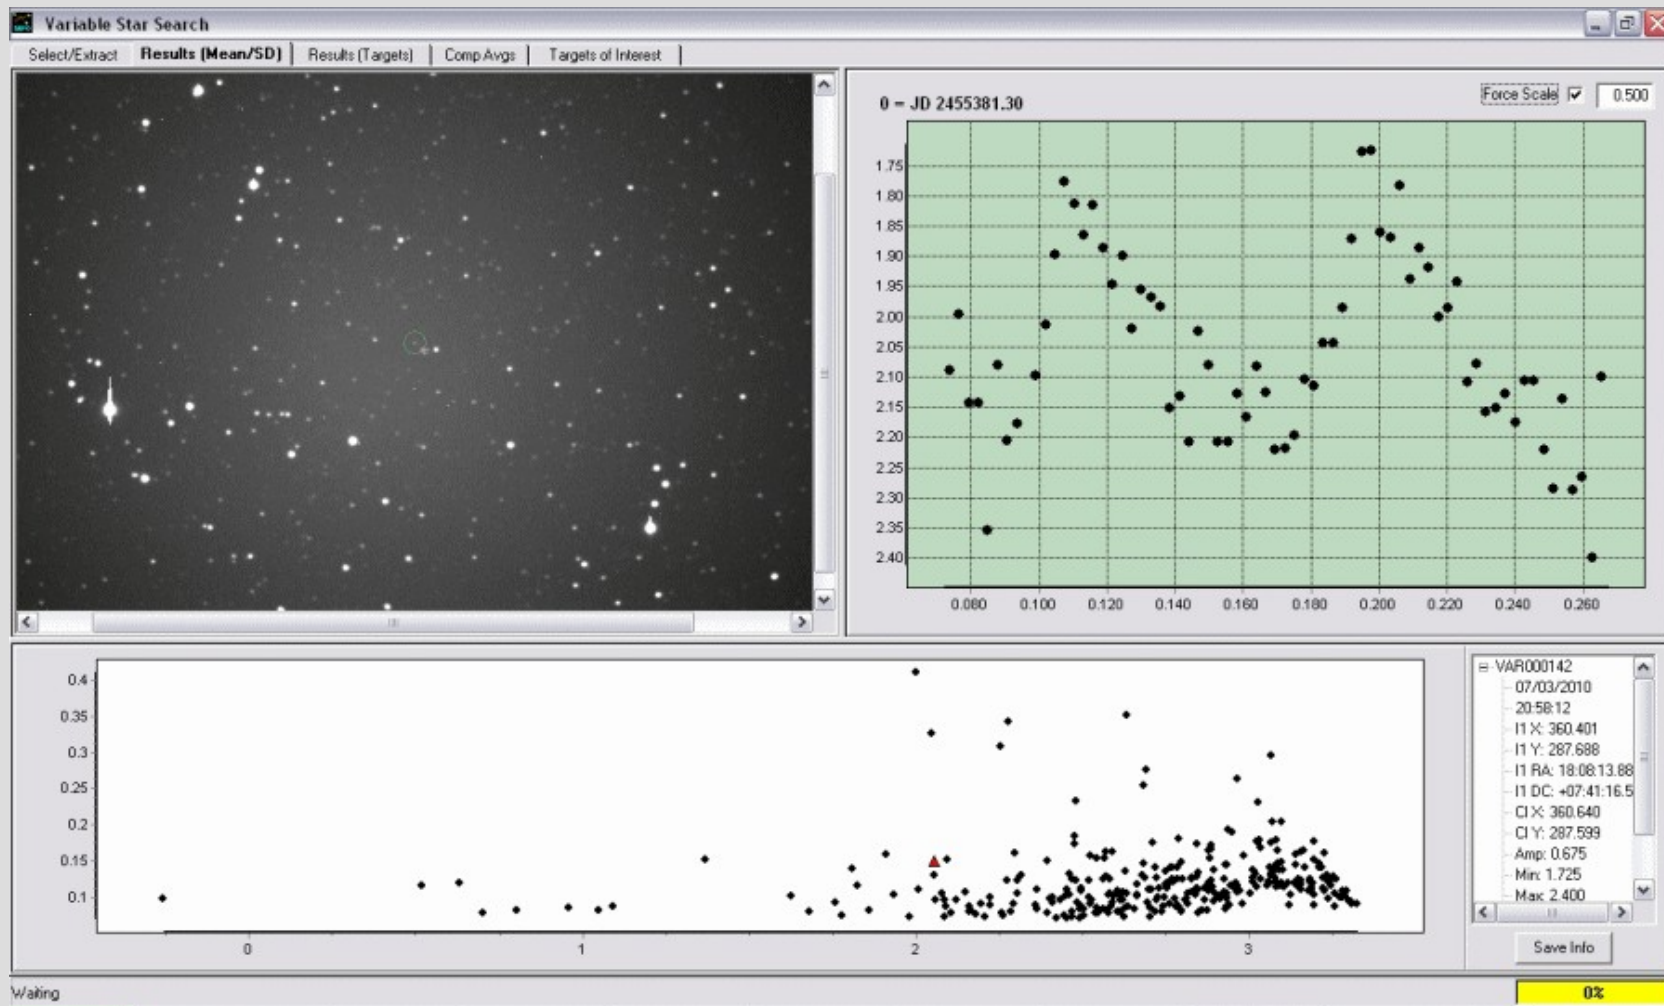 Variable Star Search
Select/Extract
Results (Mean/SD)
Results (Targets)
Comp Avgs
Targets of Interest
0 = JD 2455381.30
Force Scale
0.500
1.75
1.80
1.85
1.90
1.95
2.00
2.05
2.10
2.15
2.20
2.25
2.30
2.35
2.40
0.080 0.100 0.120 0.140 0.160 0.180 0.200 0.220 0.240 0.260
0.4
0.35
0.3
0.25
0.2
0.15
0.1
0 1 2 3
VAR000142
07/03/2010
20:58:12
I1 X: 360.401
I1 Y: 287.688
I1 RA: 18:08:13.88
I1 DC: +07:41:16.5
CI X: 360.640
CI Y: 287.599
Amp: 0.675
Min: 1.725
Max: 2.400
Save Info
Waiting
0%